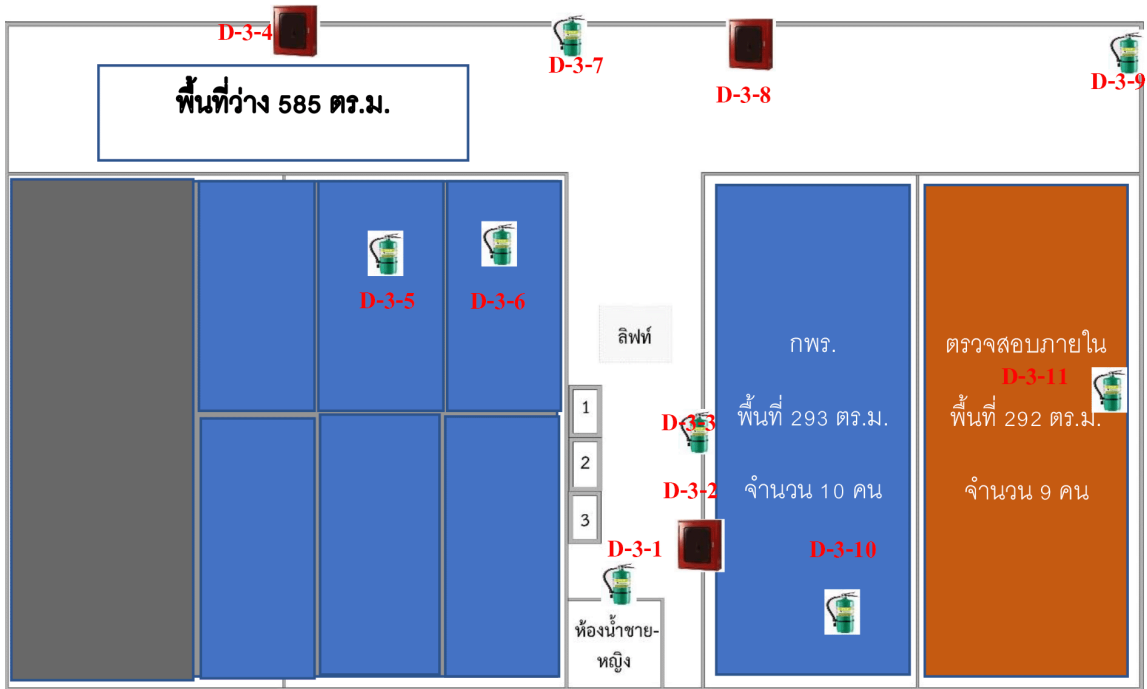 D-3-4
D-3-7
D-3-8
D-3-9
พื้นที่ว่าง 585 ตร.ม.
D-3-5
D-3-6
ลิฟท์
กพร.
ตรวจสอบภายใน
D-3-11
1
D-3-3
พื้นที่ 293 ตร.ม.
พื้นที่ 292 ตร.ม.
2
D-3-2
จำนวน 10 คน
จำนวน 9 คน
3
D-3-1
D-3-10
ห้องน้ำชาย-
หญิง